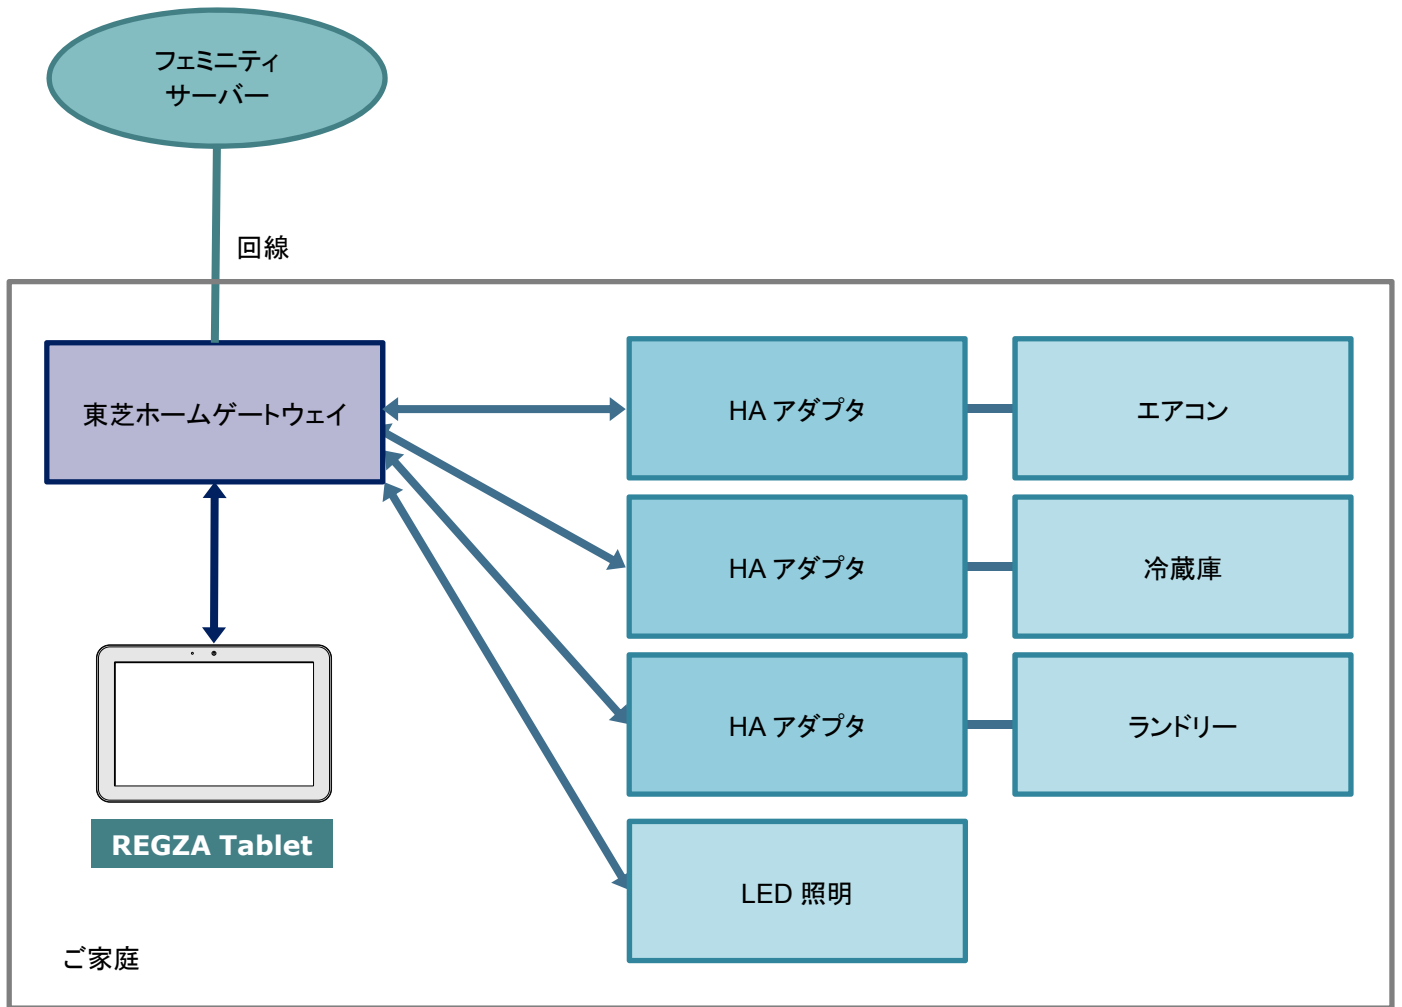 フェミニティ
サーバー
回線
東芝ホームゲートウェイ
HA アダプタ
エアコン
HA アダプタ
冷蔵庫
HA アダプタ
ランドリー
REGZA Tablet
LED 照明
ご家庭